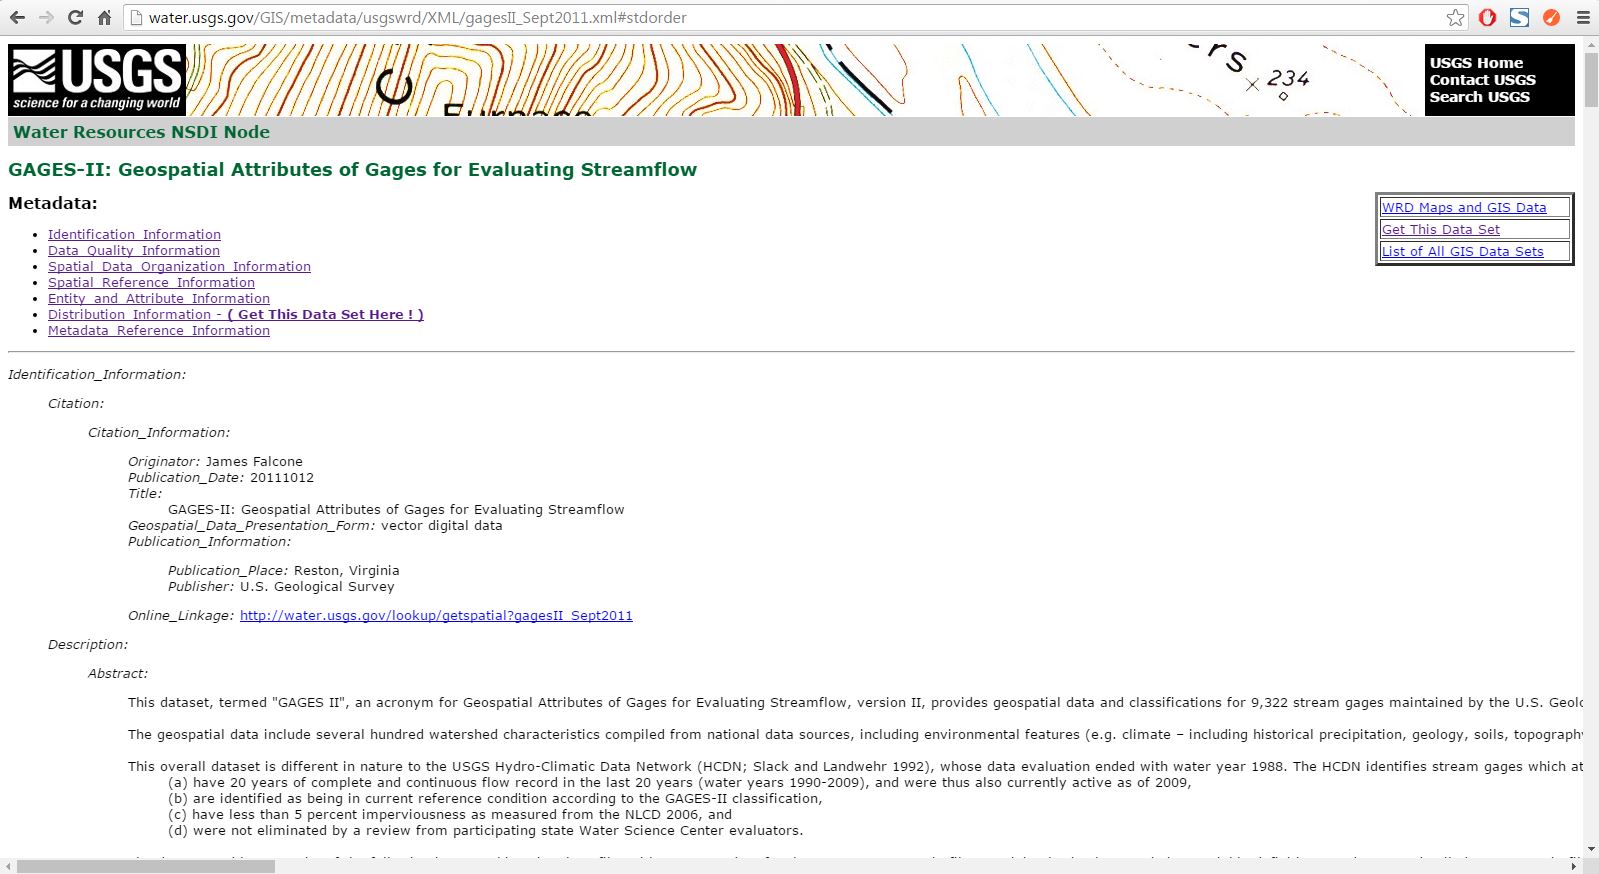 water.usgs.gov/GIS/metadata/usgswrd/XML/gagesII_Sept2011.xml#stdorder
USGS
science for a changing world
C
Furnace
ers
234
USGS Home
Contact USGS
Search USGS
Water Resources NSDI Node
GAGES-II: Geospatial Attributes of Gages for Evaluating Streamflow
Metadata:
WRD Maps and GIS Data
Get This Data Set
List of All GIS Data Sets
Identification_Information
Data_Quality_Information
Spatial_Data_Organization_Information
Spatial_Reference_Information
Entity_and_Attribute_Information
Distribution_Information - ( Get This Data Set Here ! )
Metadata_Reference_Information
Identification_Information:
Citation:
Citation_Information:
Originator: James Falcone
Publication_Date: 20111012
Title:
GAGES-II: Geospatial Attributes of Gages for Evaluating Streamflow
Geospatial_Data_Presentation_Form: vector digital data
Publication_Information:
Publication_Place: Reston, Virginia
Publisher: U.S. Geological Survey
Online_Linkage: http://water.usgs.gov/lookup/getspatial?gagesII_Sept2011
Description:
Abstract:
This dataset, termed "GAGES II", an acronym for Geospatial Attributes of Gages for Evaluating Streamflow, version II, provides geospatial data and classifications for 9,322 stream gages maintained by the U.S. Geolo
The geospatial data include several hundred watershed characteristics compiled from national data sources, including environmental features (e.g. climate – including historical precipitation, geology, soils, topography
This overall dataset is different in nature to the USGS Hydro-Climatic Data Network (HCDN; Slack and Landwehr 1992), whose data evaluation ended with water year 1988. The HCDN identifies stream gages which at
(a) have 20 years of complete and continuous flow record in the last 20 years (water years 1990-2009), and were thus also currently active as of 2009,
(b) are identified as being in current reference condition according to the GAGES-II classification,
(c) have less than 5 percent imperviousness as measured from the NLCD 2006, and
(d) were not eliminated by a review from participating state Water Science Center evaluators.